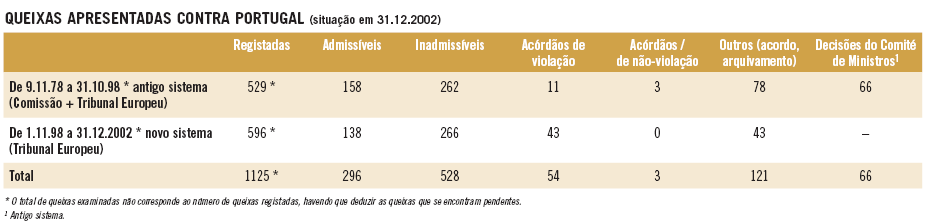 QUEIXAS APRESENTADAS CONTRA PORTUGAL (situação em 31.12.2002)
Registadas Admissíveis Inadmissíveis Acórdãos de violação Acórdãos / de não-violação Outros (acordo, arquivamento) Decisões do Comité de Ministros¹
De 9.11.78 a 31.10.98 * antigo sistema (Comissão + Tribunal Europeu) 529 * 158 262 11 3 78 66
De 1.11.98 a 31.12.2002 * novo sistema (Tribunal Europeu) 596 * 138 266 43 0 43 –
Total 1125 * 296 528 54 3 121 66
* O total de queixas examinadas não corresponde ao número de queixas registadas, havendo que deduzir as queixas que se encontram pendentes.
¹ Antigo sistema.